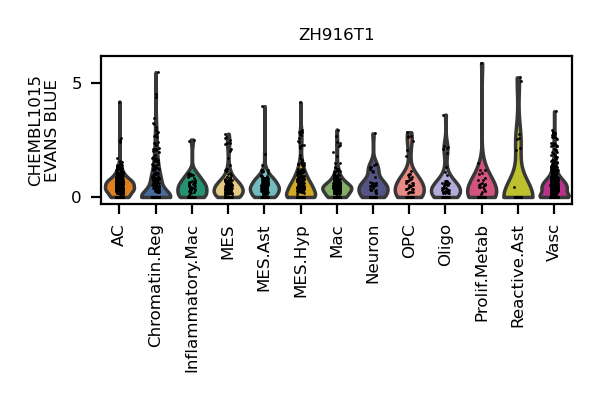 ZH916T1
CHEMBL1015
EVANS BLUE
5
0
AC
Chromatin.Reg
Inflammatory.Mac
MES
MES.Ast
MES.Hyp
Mac
Neuron
OPC
Oligo
Prolif.Metab
Reactive.Ast
Vasc